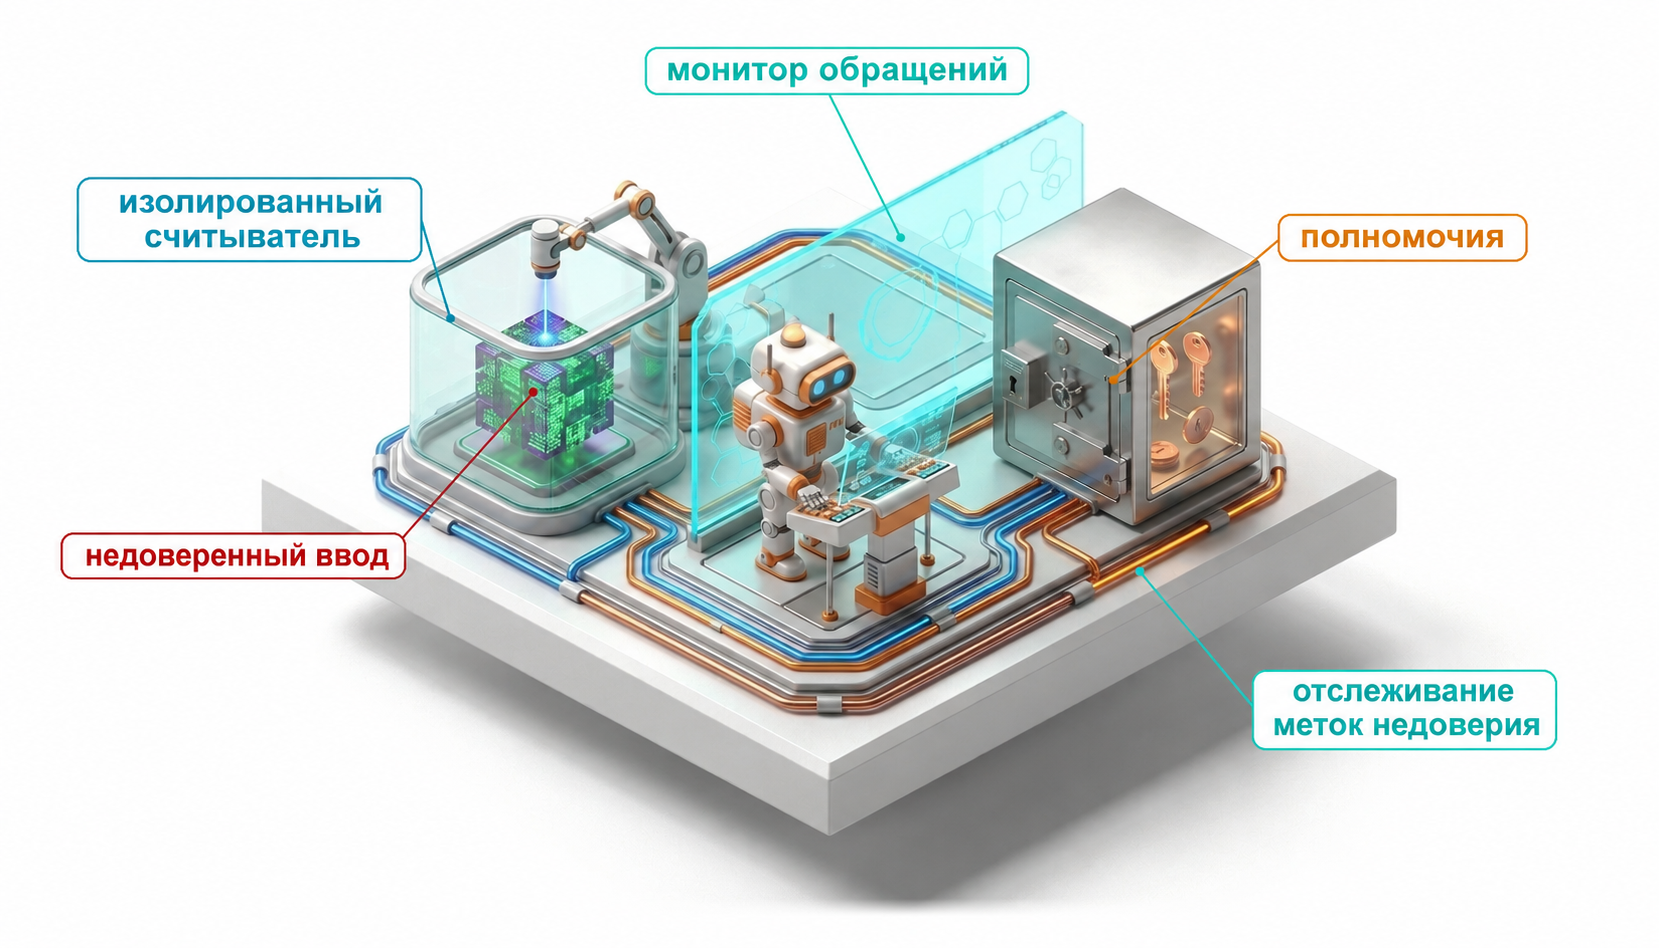 монитор обращений
изолированный
считыватель
полномочия
недоверенный ввод
отслеживание
меток недоверия